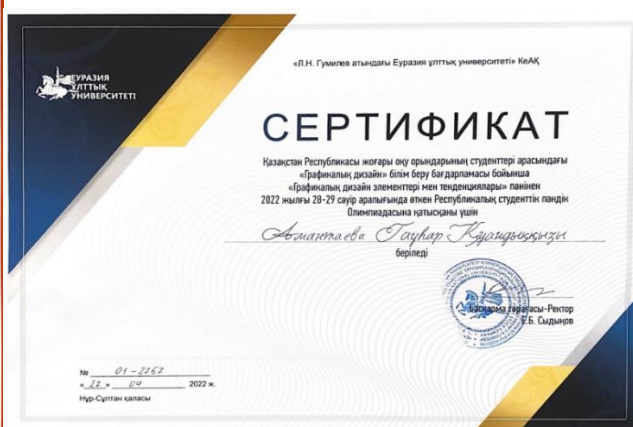 ЕУРАЗИЯ
ҰЛТТЫҚ
УНИВЕРСИТЕТІ
«Л.Н. Гумилев атындағы Еуразия ұлттық университеті» КеАҚ
СЕРТИФИКАТ
Қазақстан Республикасы жоғары оқу орындарының студенттері арасындағы
«Графикалық дизайн» білім беру бағдарламасы бойынша
«Графикалық дизайн элементтері мен тенденциялары» пәнінен
2022 жылғы 28-29 сәуір аралығында өткен Республикалық студенттік пәндік
Олимпиадасына қатысқаны үшін
Асмантаева Гаухар Қуандыққызы
беріледі
Басқарма төрағасы-Ректор
Е.Б. Сыдықов
№ 01-2257
« 27 » 04 2022 ж.
Нұр-Сұлтан қаласы